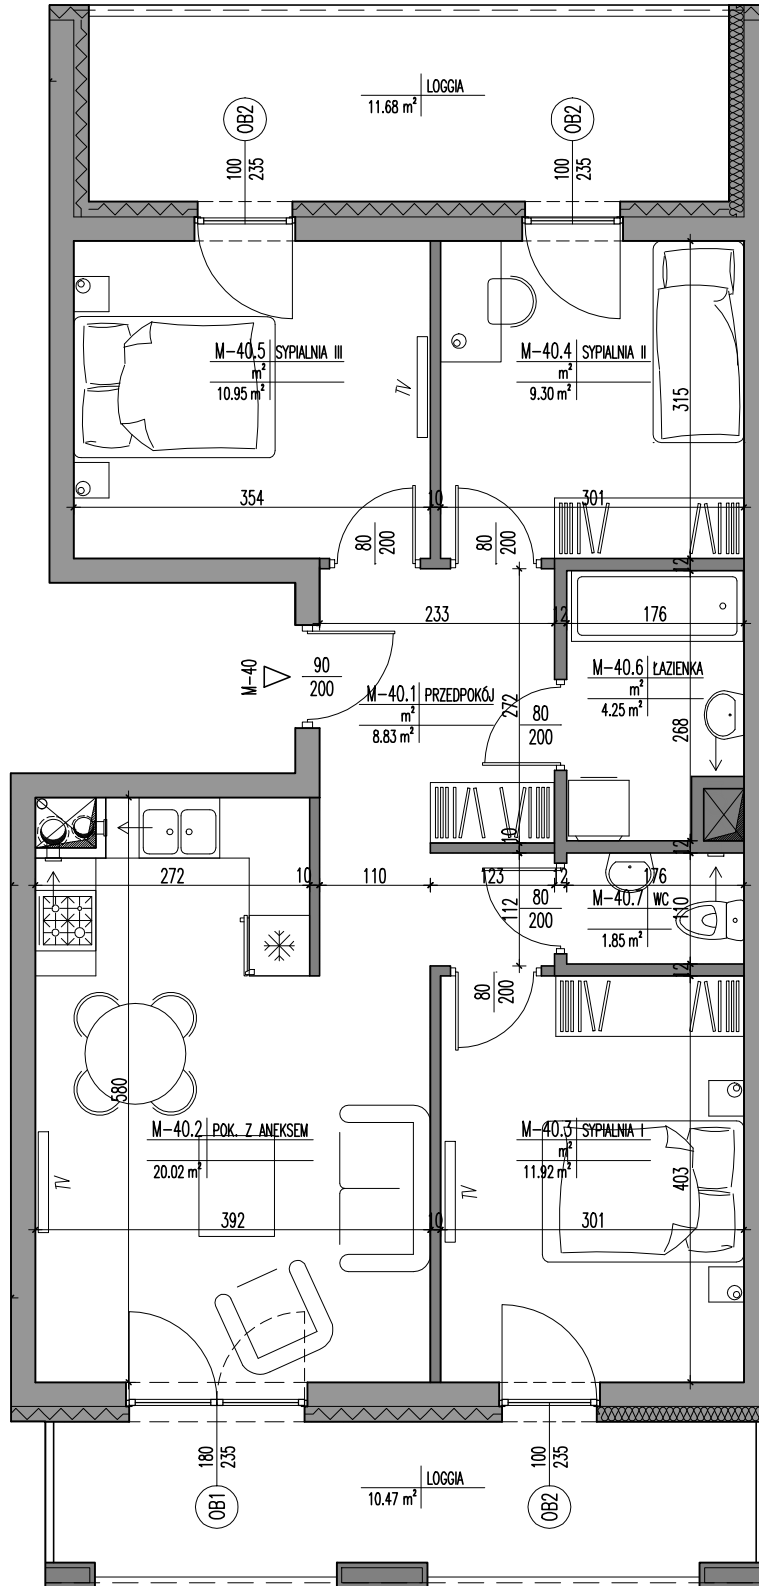 LOGGIA
11.68 m²
OB2
OB2
100
235
100
235
M-40.5 SYPIALNIA III
m²
10.95 m²
M-40.4 SYPIALNIA II
m²
9.30 m²
TV
315
354
10
301
80
200
80
200
12
233
12
176
M-40
90
200
M-40.1 PRZEDPOKÓJ
m²
8.83 m²
272
M-40.6 ŁAZIENKA
m²
4.25 m²
80
200
268
10
12
272
10
110
123
12
176
112
80
200
M-40.7 WC
1.85 m²
110
12
80
200
580
M-40.2 POK. Z ANEKSEM
20.02 m²
M-40.3 SYPIALNIA I
m²
11.92 m²
403
TV
TV
392
10
301
180
235
100
235
OB1
OB2
LOGGIA
10.47 m²